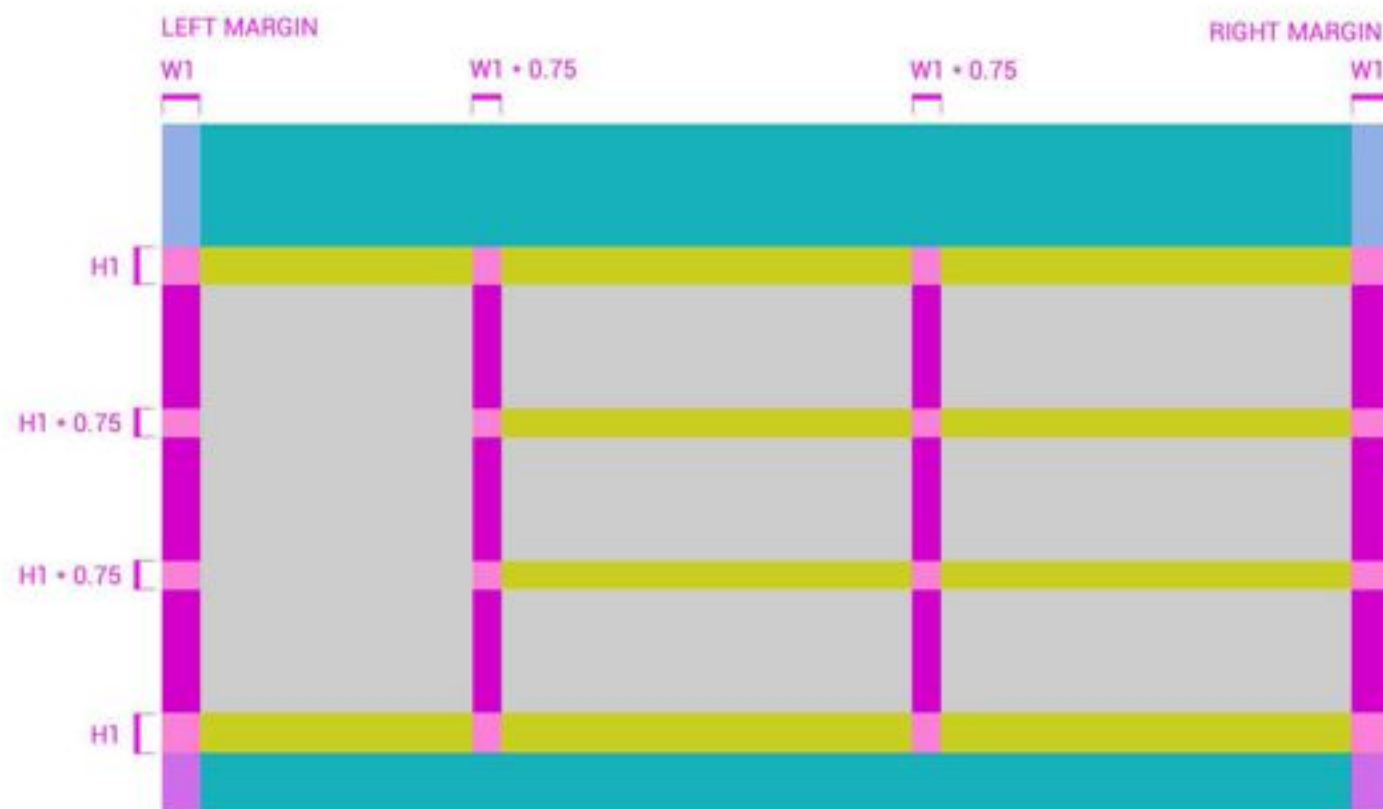 LEFT MARGIN
RIGHT MARGIN
W1
W1 • 0.75
W1 • 0.75
W1
H1
H1 • 0.75
H1 • 0.75
H1